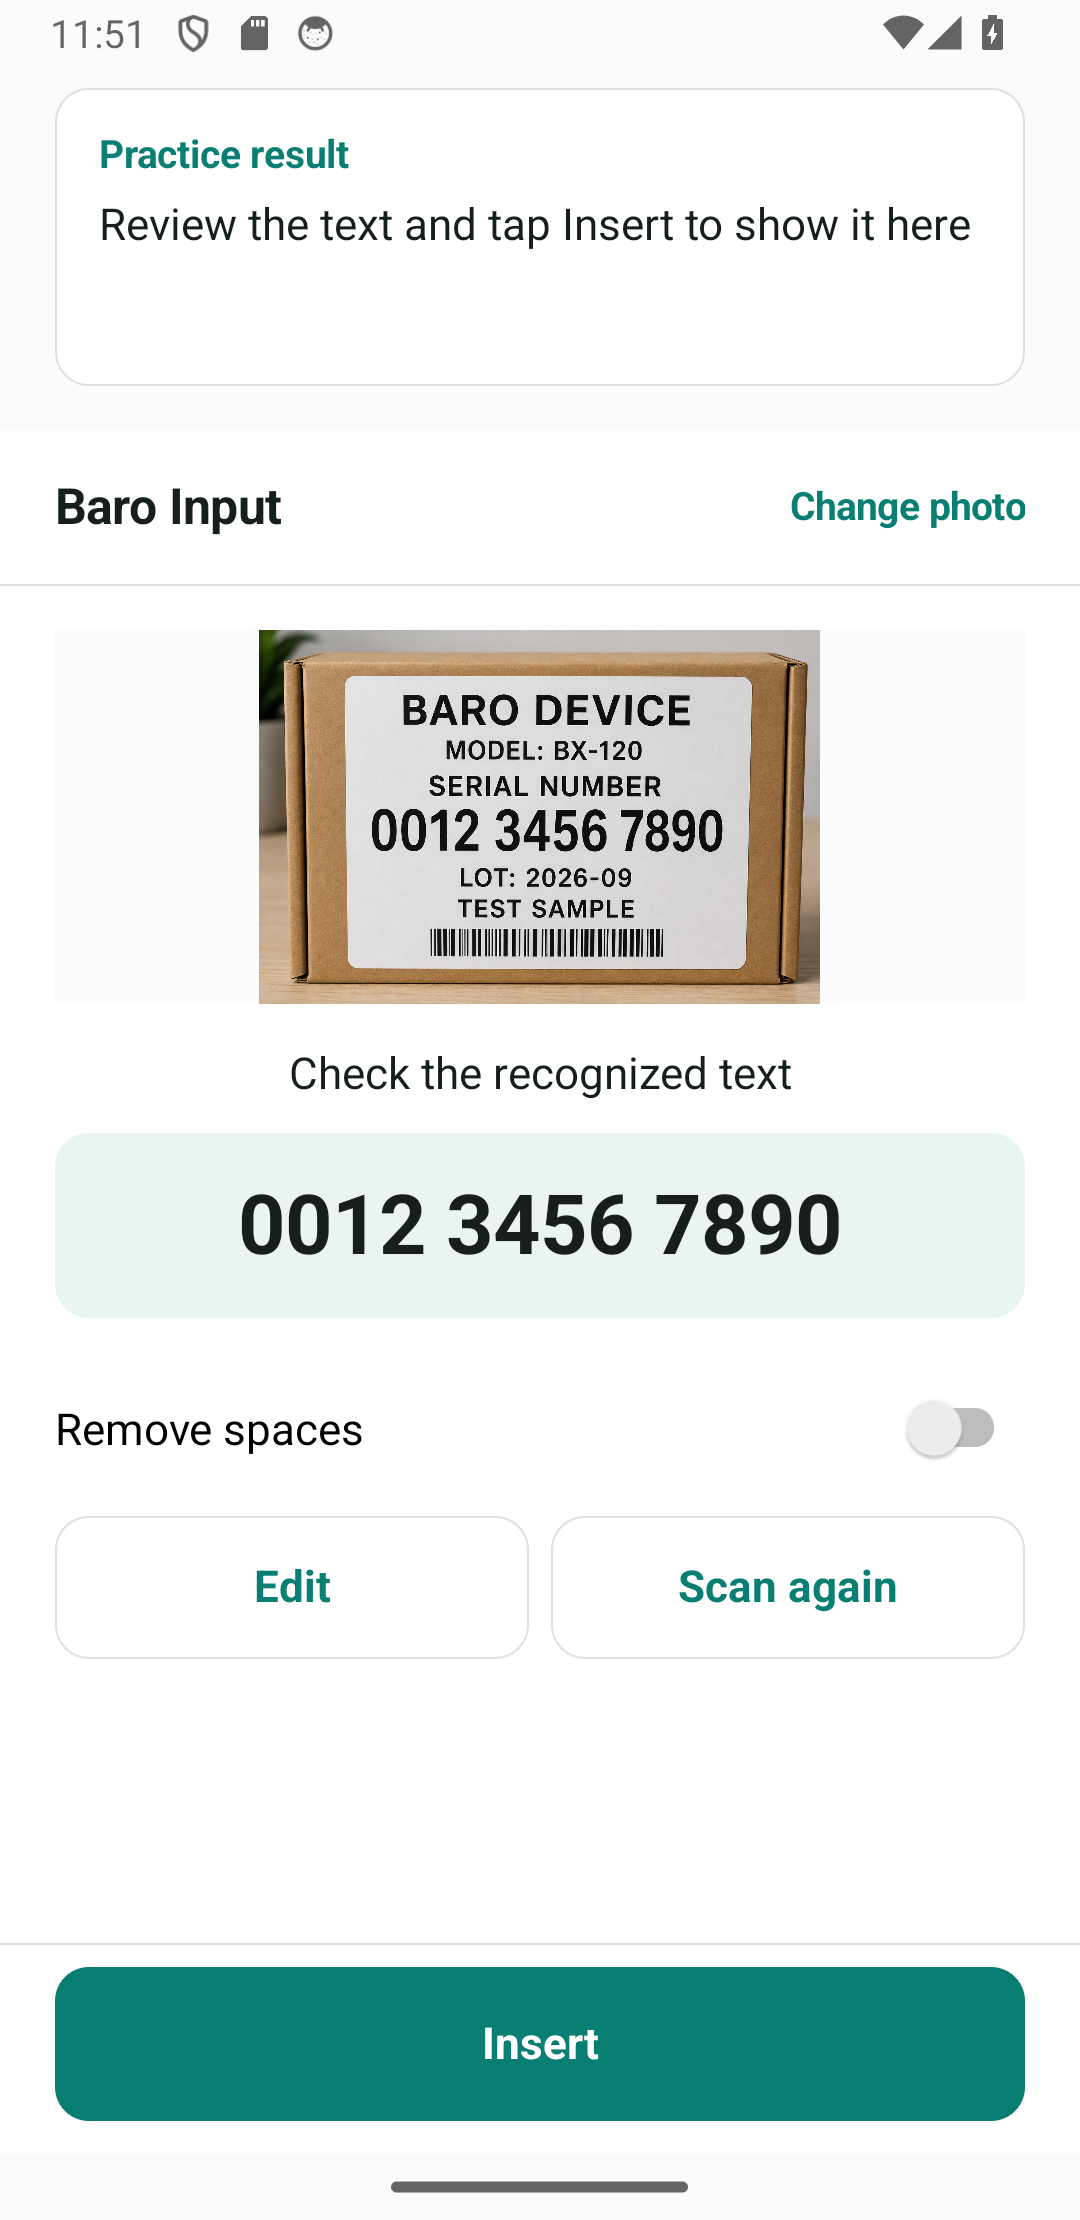 11:51
Practice result
Review the text and tap Insert to show it here
Baro Input
Change photo
BARO DEVICE
MODEL: BX-120
SERIAL NUMBER
0012 3456 7890
LOT: 2026-09
TEST SAMPLE
Check the recognized text
0012 3456 7890
Remove spaces
Edit
Scan again
Insert